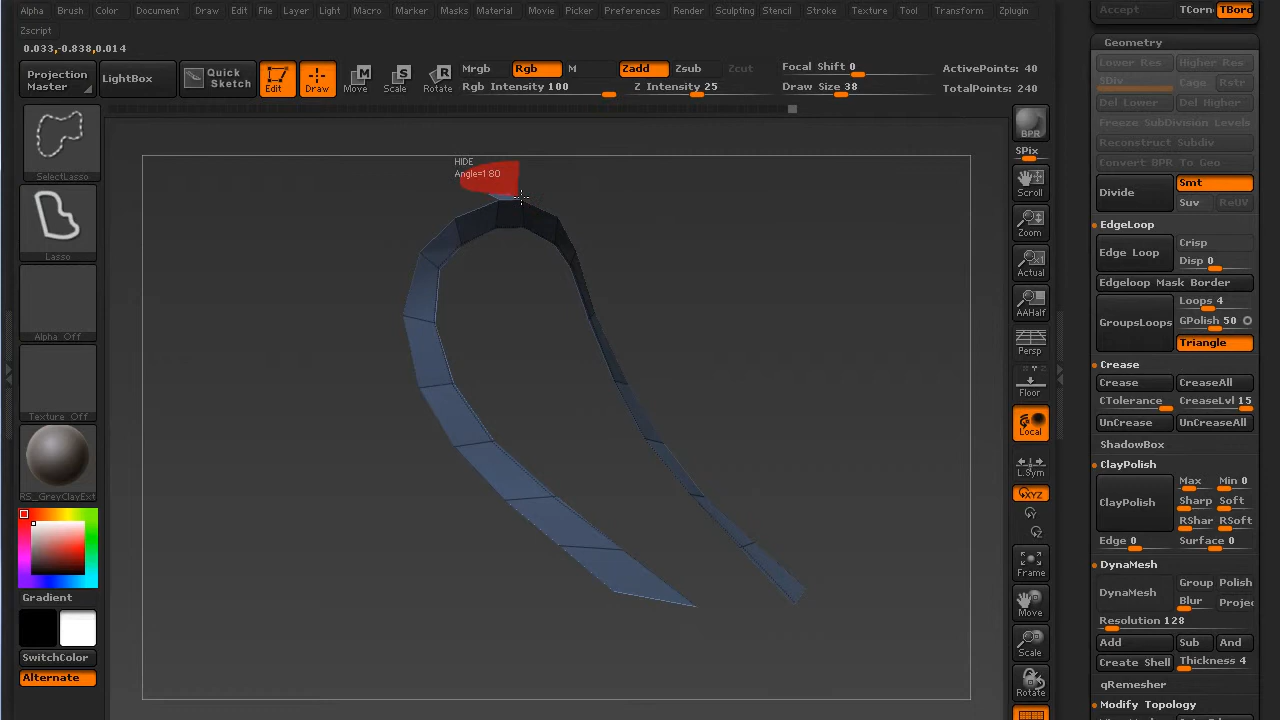 Alpha Brush Color Document Draw Edit File Layer Light Macro Marker Masks Material Movie Picker Preferences Render Sculpting Stencil Stroke Texture Tool Transform Zplugin
Zscript
0.033,-0.838,0.014
Projection Master
LightBox
Quick Sketch
Edit
Draw
Move
Scale
Rotate
Mrgb Rgb M Zadd Zsub Zcut
Rgb Intensity 100 Z Intensity 25
Focal Shift 0
Draw Size 38
ActivePoints: 40
TotalPoints: 240
SelectLasso
Lasso
Alpha Off
Texture Off
RS_GreyClayExt
Gradient
SwitchColor
Alternate
HIDE
Angle=180
BPR
SPix
Scroll
Zoom
Actual
AAHalf
Persp
Floor
Local
L.Sym
XYZ
Y
Z
Frame
Move
Scale
Rotate
Accept TCorn TBord
Geometry
Lower Res Higher Res
SDiv Cage Rstr
Del Lower Del Higher
Freeze SubDivision Levels
Reconstruct Subdiv
Convert BPR To Geo
Divide Smt
Suv ReUV
EdgeLoop
Edge Loop Crisp
Disp 0
Edgeloop Mask Border
GroupsLoops Loops 4
GPolish 50
Triangle
Crease
Crease CreaseAll
CTolerance CreaseLvl 15
UnCrease UnCreaseAll
ShadowBox
ClayPolish
ClayPolish Max Min 0
Sharp Soft
RShar RSoft
Edge 0 Surface 0
DynaMesh
DynaMesh Group Polish
Blur Projec
Resolution 128
Add Sub And
Create Shell Thickness 4
qRemesher
Modify Topology